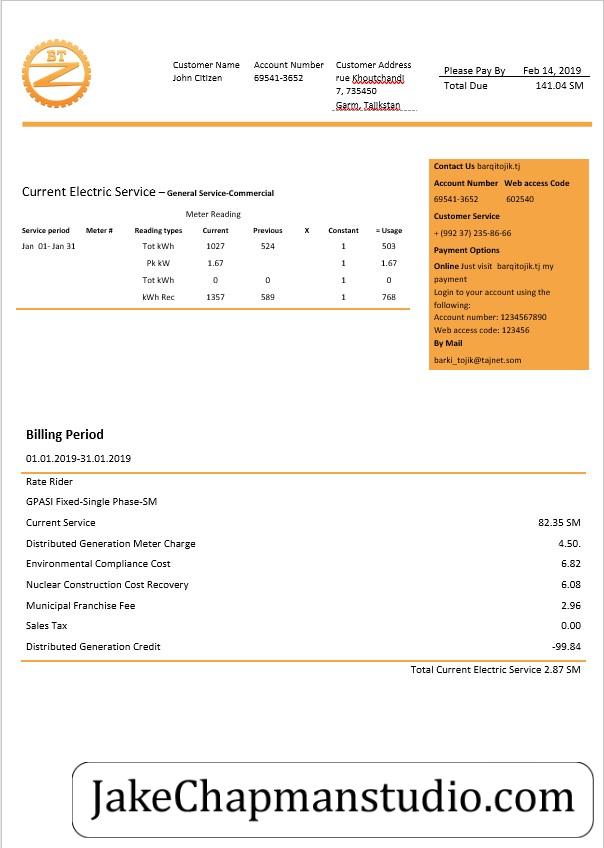 BT
Customer Name Account Number Customer Address
John Citizen 69541-3652 rue Khoutchandi
7, 735450
Garm, Tajikstan
Please Pay By Feb 14, 2019
Total Due 141.04 SM
Current Electric Service – General Service-Commercial
Meter Reading
Service period Meter # Reading types Current Previous X Constant = Usage
Jan 01- Jan 31 Tot kWh 1027 524 1 503
Pk kW 1.67 1 1.67
Tot kWh 0 0 1 0
kWh Rec 1357 589 1 768
Contact Us barqitojik.tj
Account Number Web access Code
69541-3652 602540
Customer Service
+ (992 37) 235-86-66
Payment Options
Online Just visit barqitojik.tj my
payment
Login to your account using the
following:
Account number: 1234567890
Web access code: 123456
By Mail
barki_tojik@tajnet.som
Billing Period
01.01.2019-31.01.2019
Rate Rider
GPASI Fixed-Single Phase-SM
Current Service 82.35 SM
Distributed Generation Meter Charge 4.50.
Environmental Compliance Cost 6.82
Nuclear Construction Cost Recovery 6.08
Municipal Franchise Fee 2.96
Sales Tax 0.00
Distributed Generation Credit -99.84
Total Current Electric Service 2.87 SM
JakeChapmanstudio.com